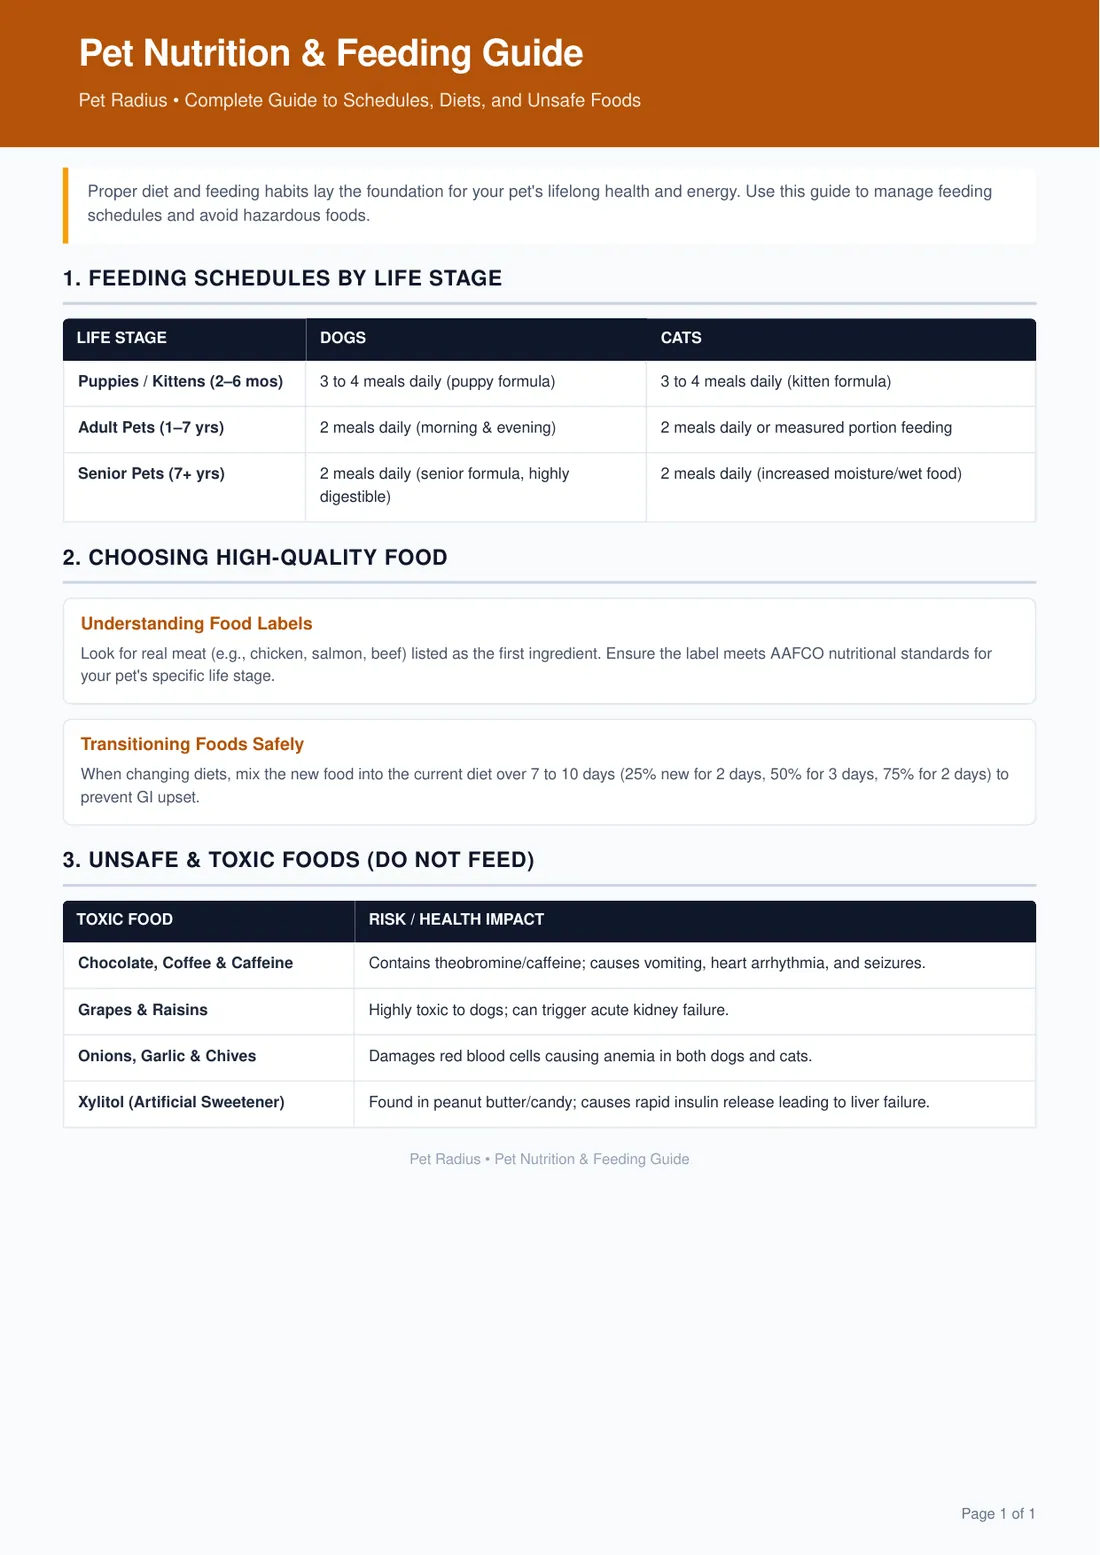 Pet Nutrition & Feeding Guide
Pet Radius • Complete Guide to Schedules, Diets, and Unsafe Foods
Proper diet and feeding habits lay the foundation for your pet's lifelong health and energy. Use this guide to manage feeding
schedules and avoid hazardous foods.
1. FEEDING SCHEDULES BY LIFE STAGE
LIFE STAGE DOGS CATS
Puppies / Kittens (2–6 mos) 3 to 4 meals daily (puppy formula) 3 to 4 meals daily (kitten formula)
Adult Pets (1–7 yrs) 2 meals daily (morning & evening) 2 meals daily or measured portion feeding
Senior Pets (7+ yrs) 2 meals daily (senior formula, highly 2 meals daily (increased moisture/wet food)
digestible)
2. CHOOSING HIGH-QUALITY FOOD
Understanding Food Labels
Look for real meat (e.g., chicken, salmon, beef) listed as the first ingredient. Ensure the label meets AAFCO nutritional standards for
your pet's specific life stage.
Transitioning Foods Safely
When changing diets, mix the new food into the current diet over 7 to 10 days (25% new for 2 days, 50% for 3 days, 75% for 2 days) to
prevent GI upset.
3. UNSAFE & TOXIC FOODS (DO NOT FEED)
TOXIC FOOD RISK / HEALTH IMPACT
Chocolate, Coffee & Caffeine Contains theobromine/caffeine; causes vomiting, heart arrhythmia, and seizures.
Grapes & Raisins Highly toxic to dogs; can trigger acute kidney failure.
Onions, Garlic & Chives Damages red blood cells causing anemia in both dogs and cats.
Xylitol (Artificial Sweetener) Found in peanut butter/candy; causes rapid insulin release leading to liver failure.
Pet Radius • Pet Nutrition & Feeding Guide
Page 1 of 1